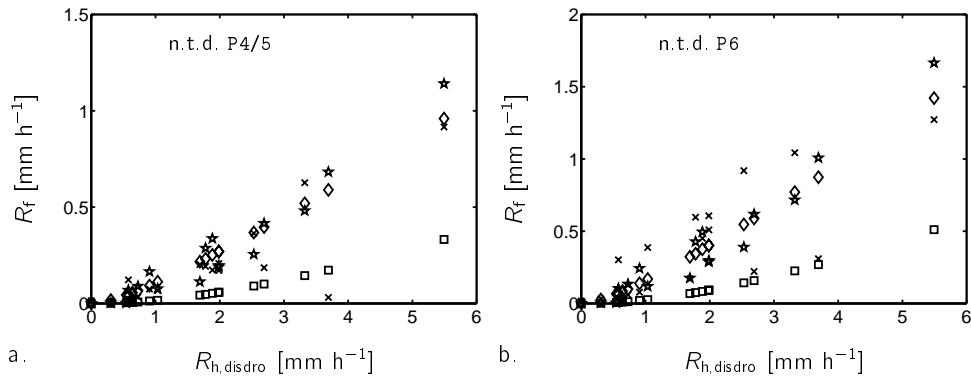 n.t.d. P4/5
1.5
1
0.5
0
R_f [mm h⁻¹]
0 1 2 3 4 5 6
R_h,disdro [mm h⁻¹]
a.
n.t.d. P6
2
1.5
1
0.5
0
R_f [mm h⁻¹]
0 1 2 3 4 5 6
R_h,disdro [mm h⁻¹]
b.